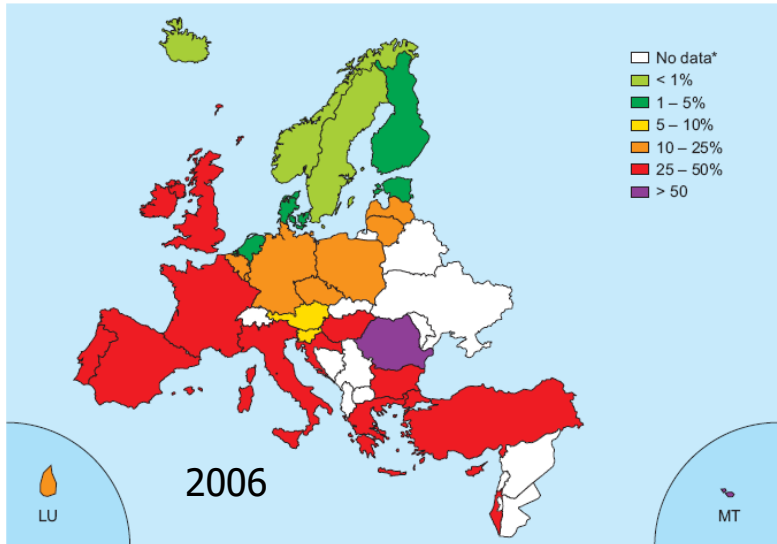 No data*
< 1%
1 – 5%
5 – 10%
10 – 25%
25 – 50%
> 50
2006
LU
MT